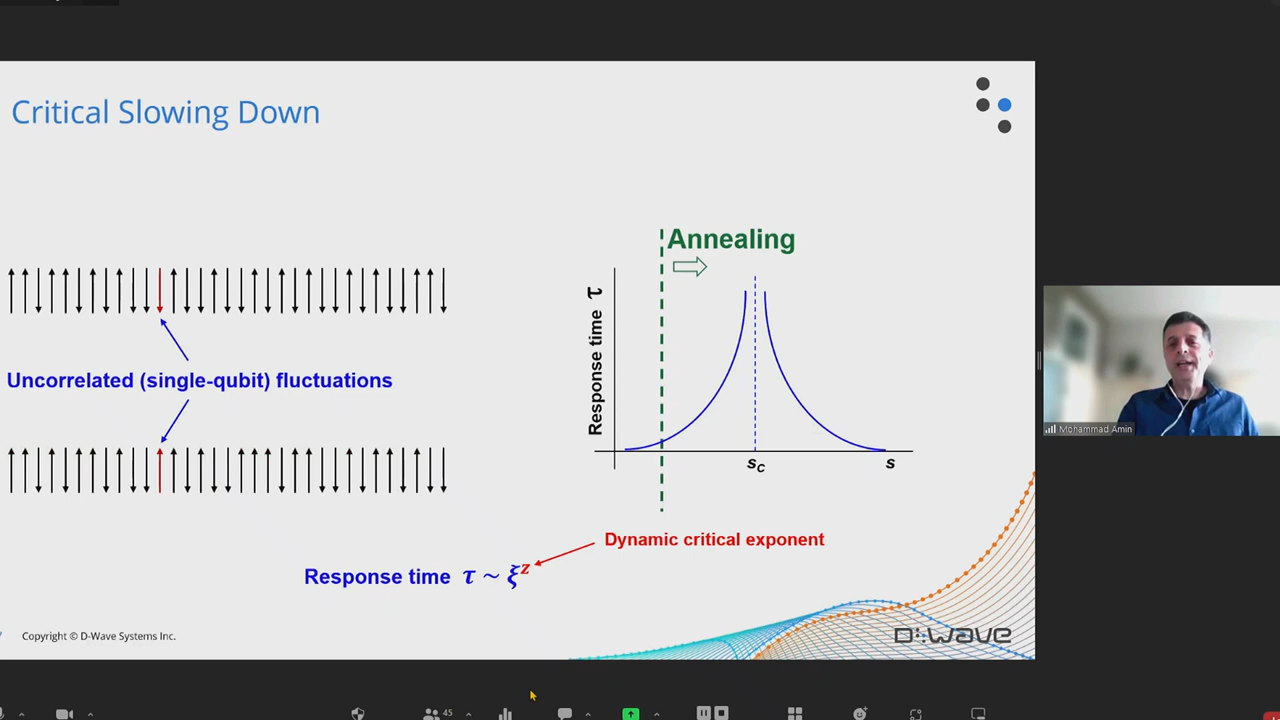 Critical Slowing Down
Annealing
Response time τ
Uncorrelated (single-qubit) fluctuations
s_C
s
Dynamic critical exponent
Response time τ ~ ξ^z
Copyright © D-Wave Systems Inc.
D:Wave
Mohammad Amin
45